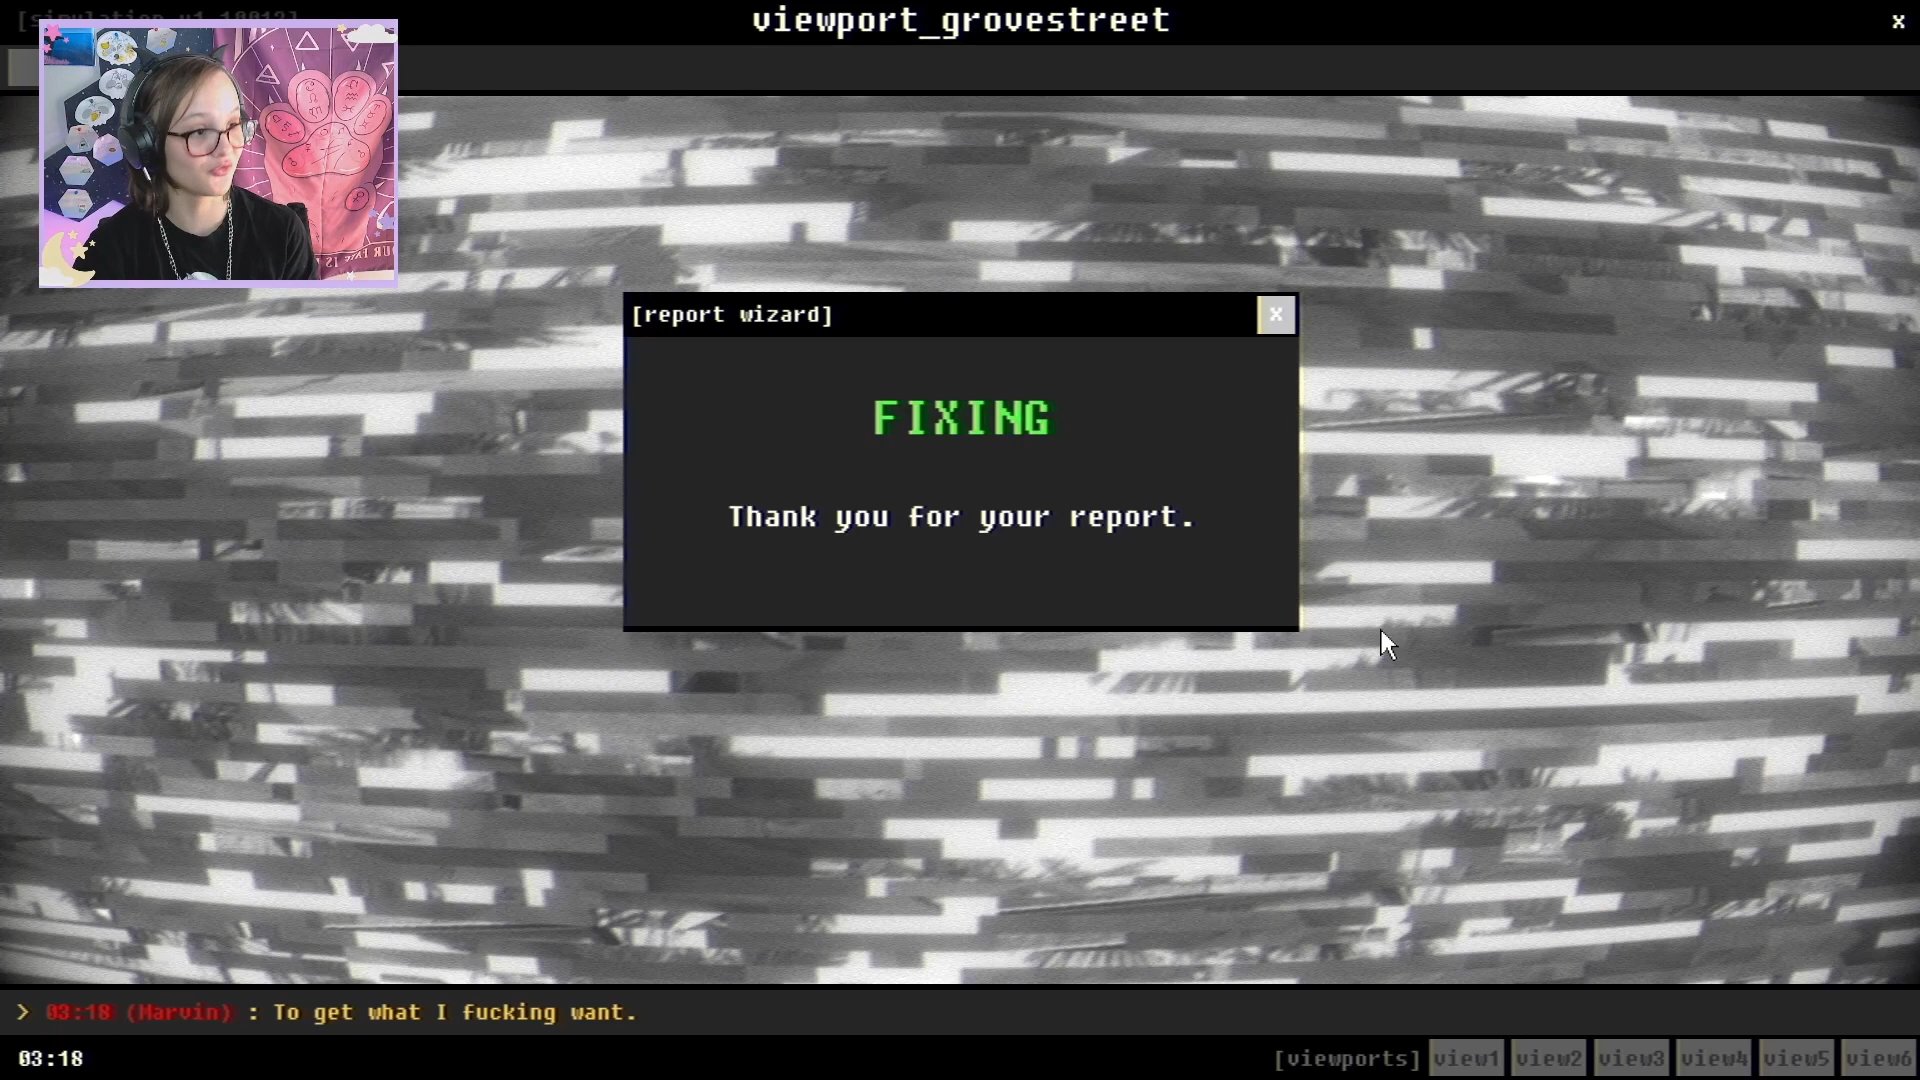 viewport_grovestreet
x
[report wizard]
x
FIXING
Thank you for your report.
> 03:18 (Marvin) : To get what I fucking want.
03:18
[viewports] view1 view2 view3 view4 view5 view6